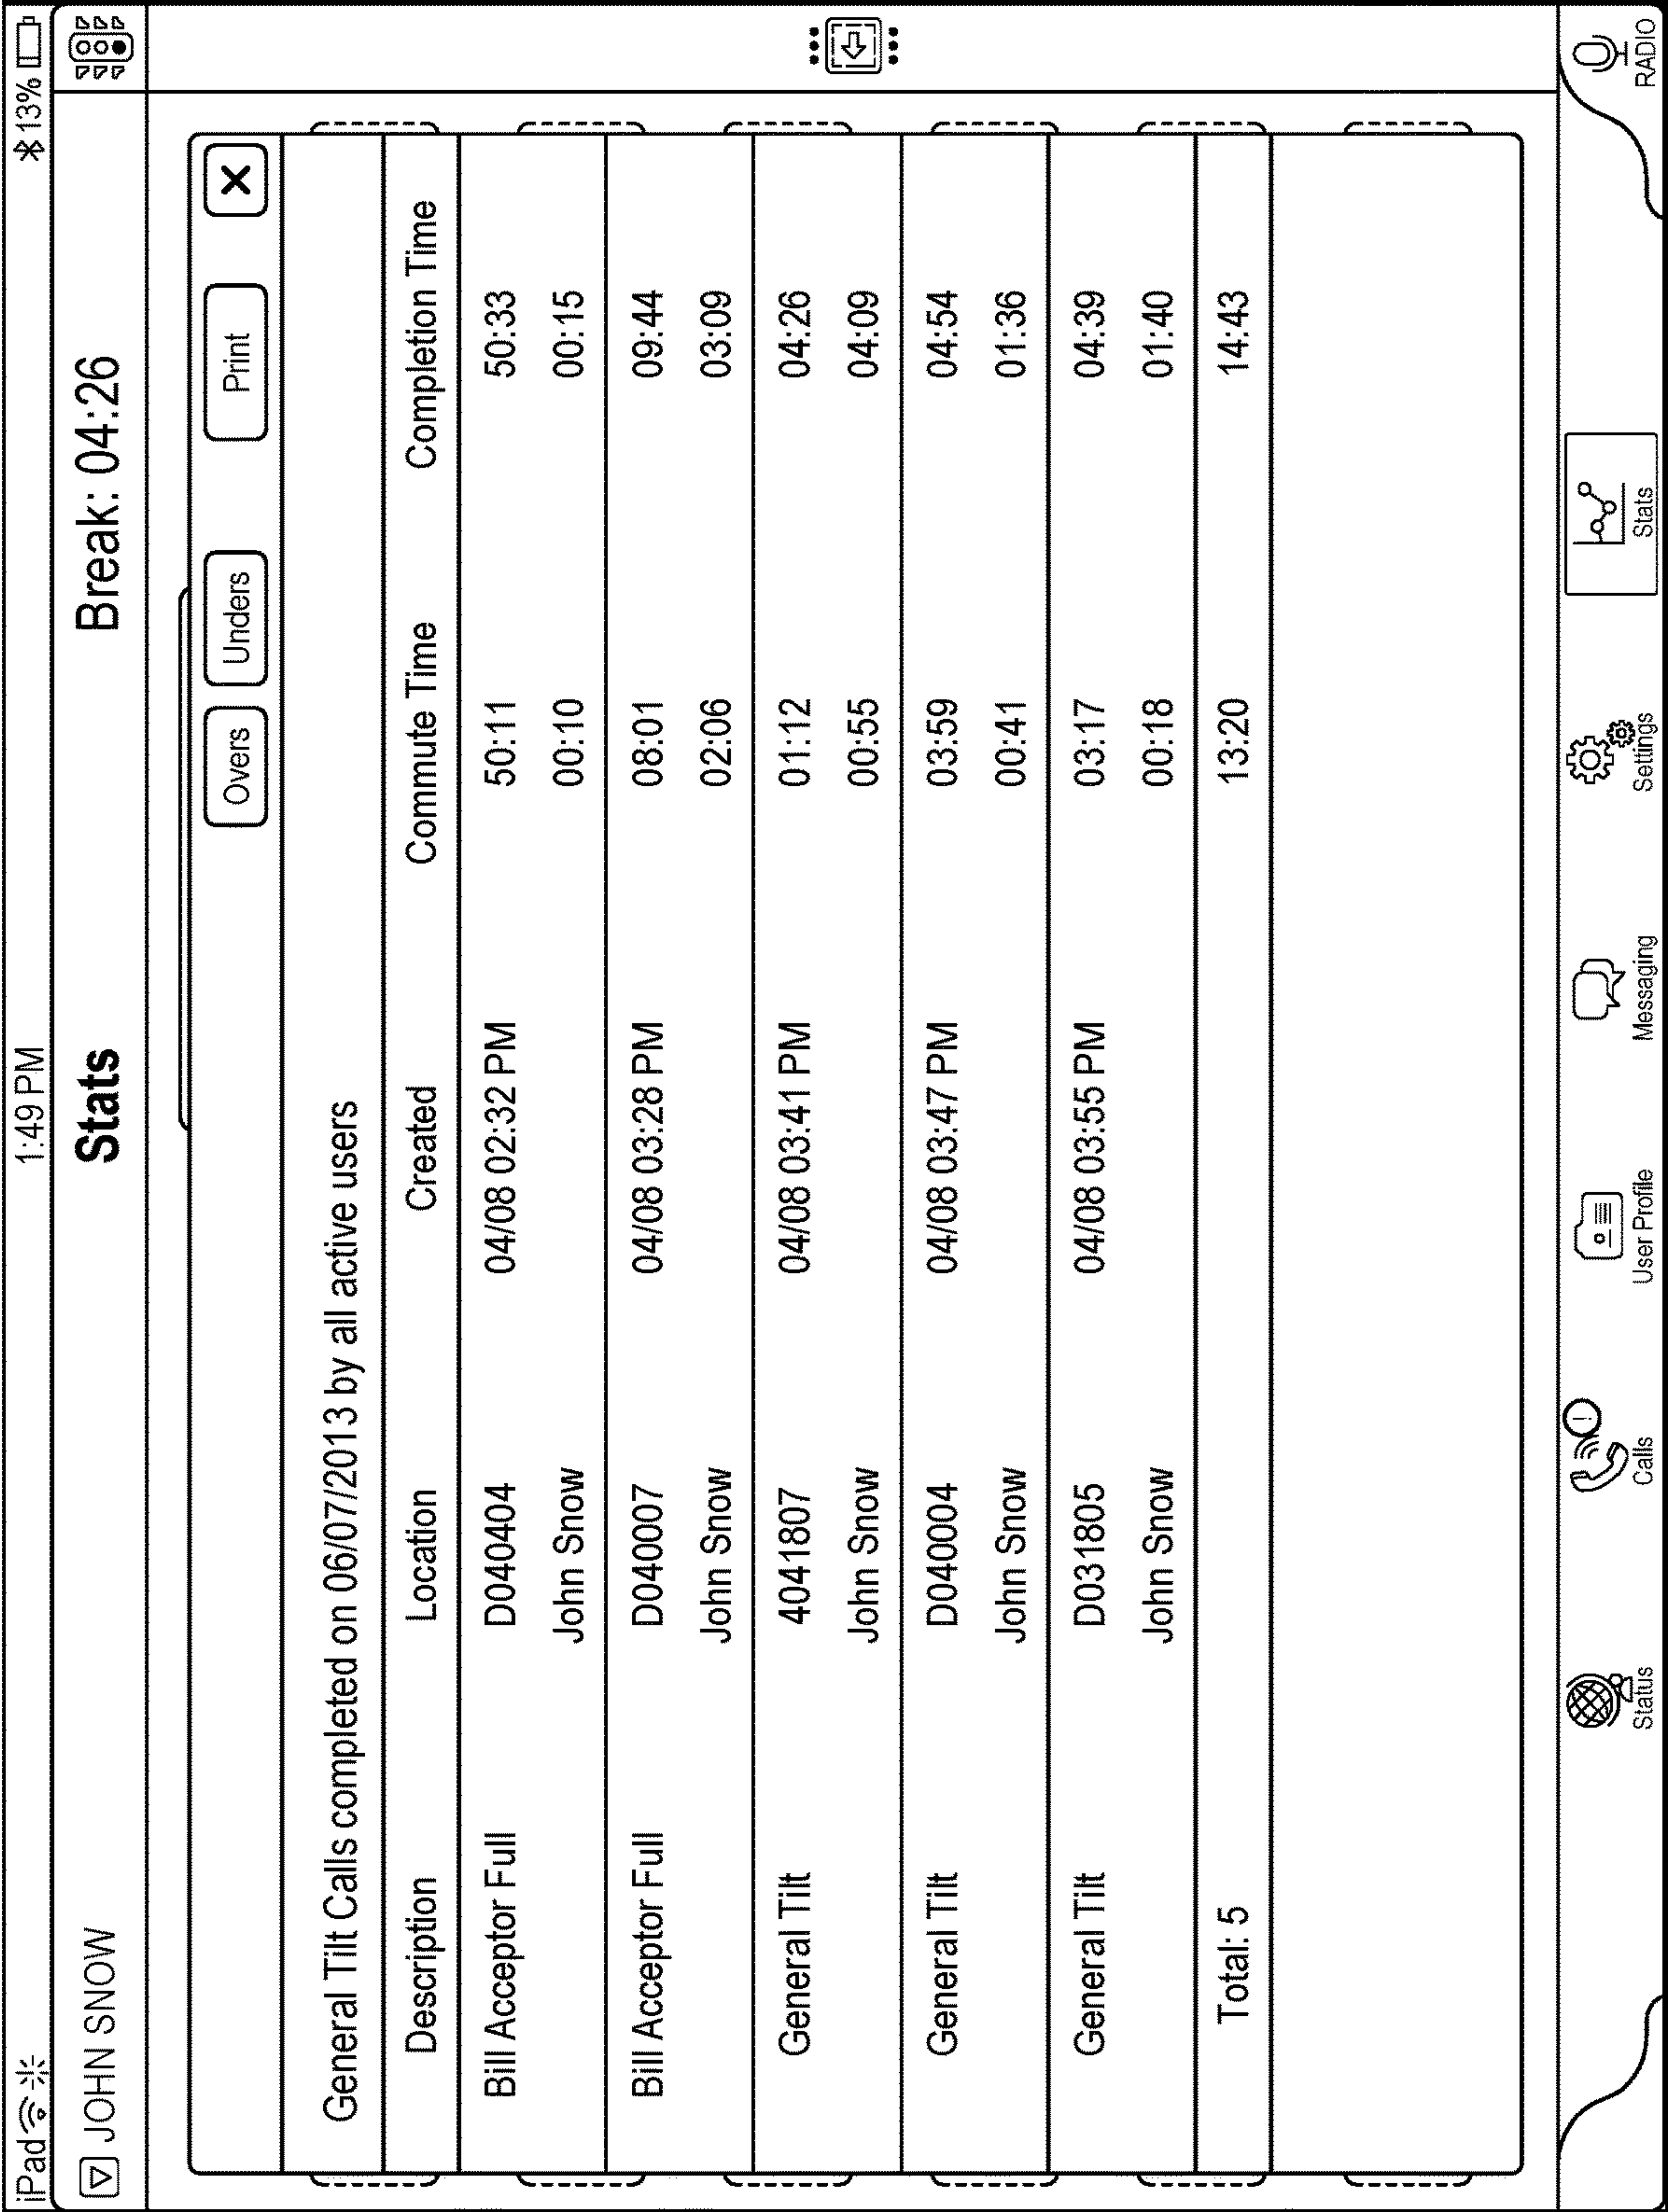 iPad 1:49 PM 13%
JOHN SNOW Stats Break: 04:26
Overs Unders Print X
General Tilt Calls completed on 06/07/2013 by all active users
Description Location Created Commute Time Completion Time
Bill Acceptor Full D040404 04/08 02:32 PM 50:11 50:33
John Snow 00:10 00:15
Bill Acceptor Full D040007 04/08 03:28 PM 08:01 09:44
John Snow 02:06 03:09
General Tilt 4041807 04/08 03:41 PM 01:12 04:26
John Snow 00:55 04:09
General Tilt D040004 04/08 03:47 PM 03:59 04:54
John Snow 00:41 01:36
General Tilt D031805 04/08 03:55 PM 03:17 04:39
John Snow 00:18 01:40
Total: 5 13:20 14:43
Status Calls User Profile Messaging Settings Stats RADIO